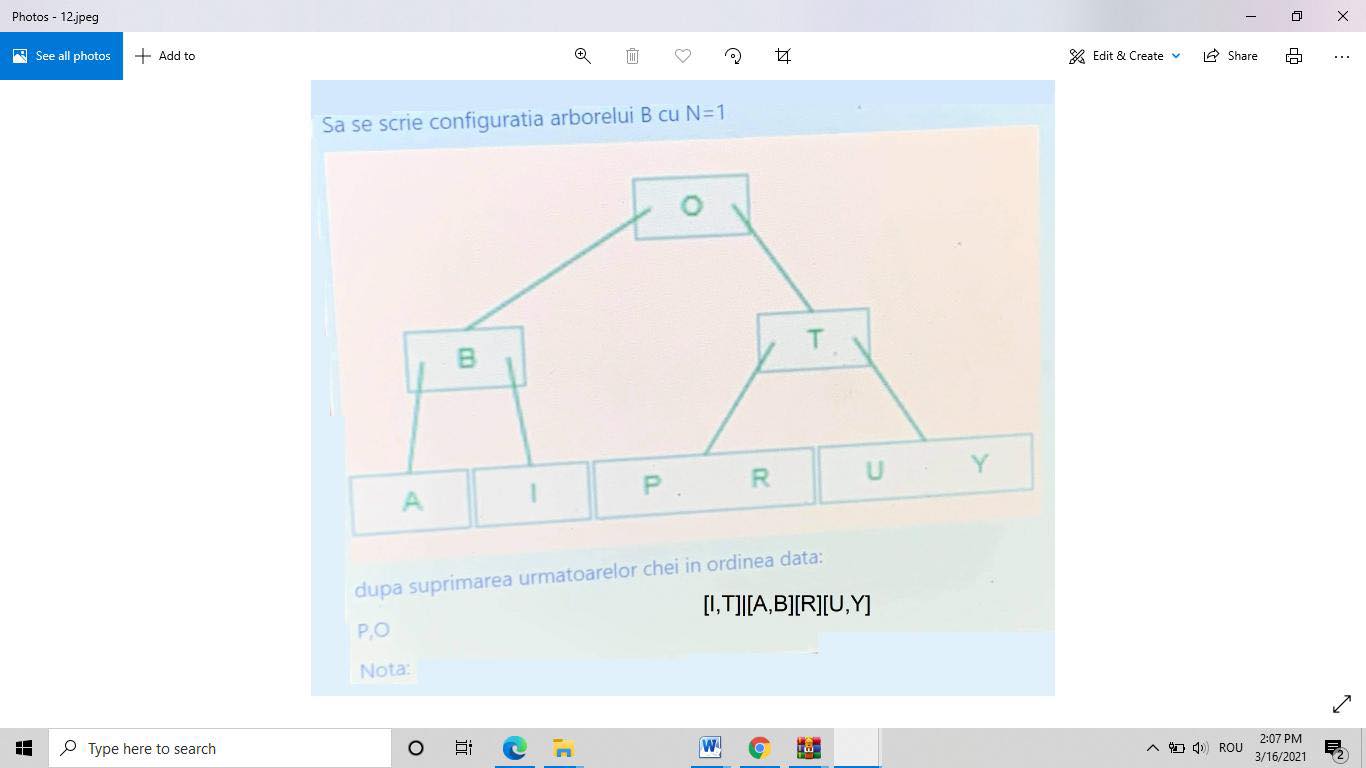 Photos - 12.jpeg
See all photos
Add to
Edit & Create
Share
Sa se scrie configuratia arborelui B cu N=1
O
B
T
A
I
P
R
U
Y
dupa suprimarea urmatoarelor chei in ordinea data:
[I,T]|[A,B][R][U,Y]
P,O
Nota:
Type here to search
ROU
2:07 PM
3/16/2021
2